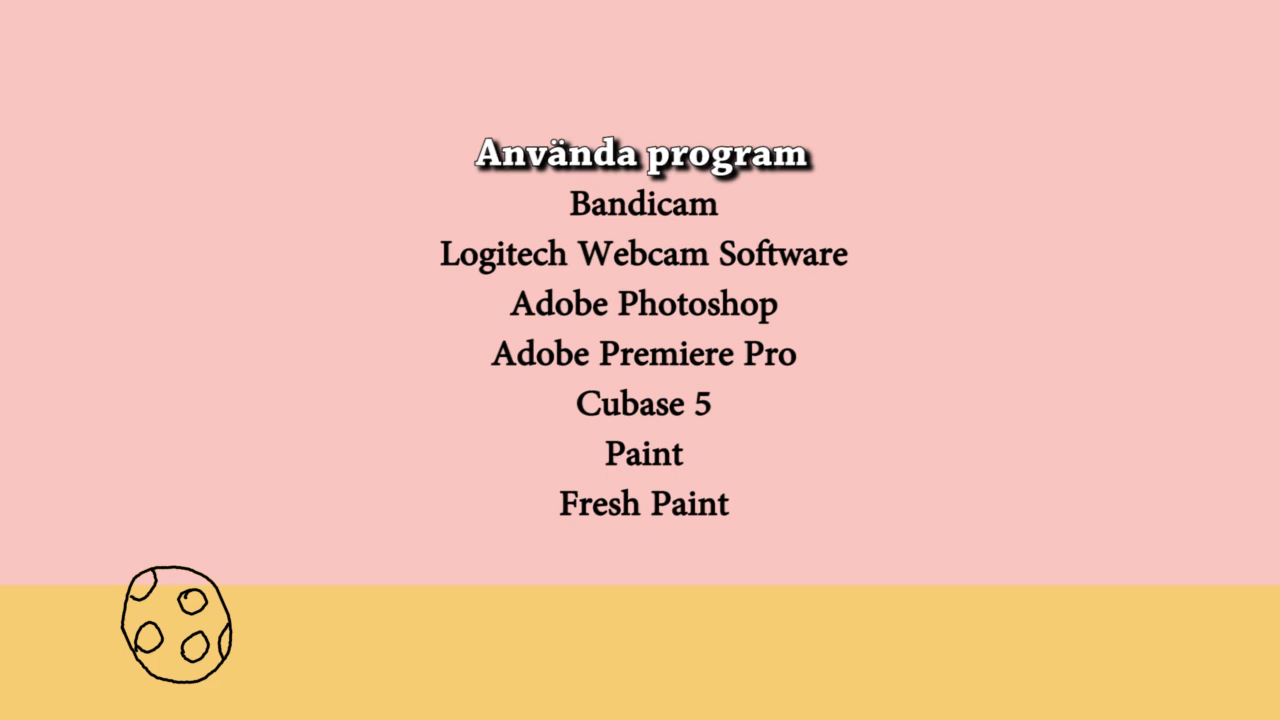 Använda program
Bandicam
Logitech Webcam Software
Adobe Photoshop
Adobe Premiere Pro
Cubase 5
Paint
Fresh Paint